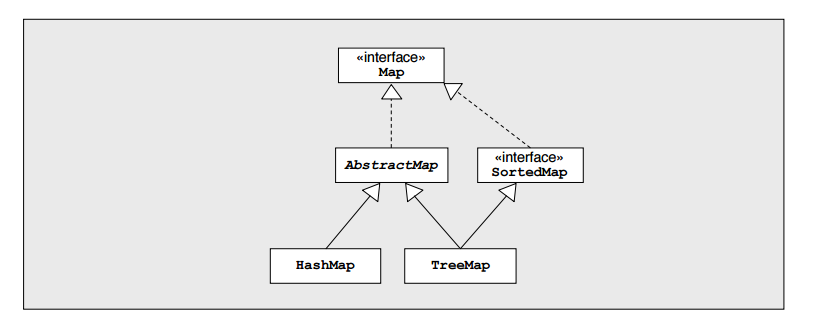 «interface»
Map
AbstractMap
«interface»
SortedMap
HashMap
TreeMap